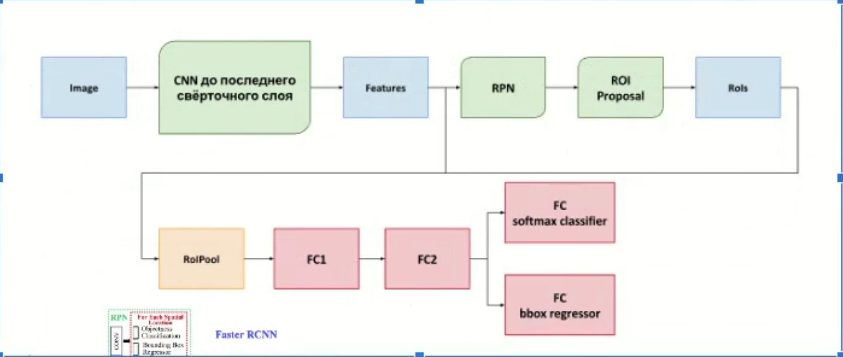 Image
CNN до последнего
свёрточного слоя
Features
RPN
ROI
Proposal
RoIs
RoIPool
FC1
FC2
FC
softmax classifier
FC
bbox regressor
RPN
For Each Spatial
Location
Objectness
Classification
CONV
Bounding Box
Regressor
Faster RCNN